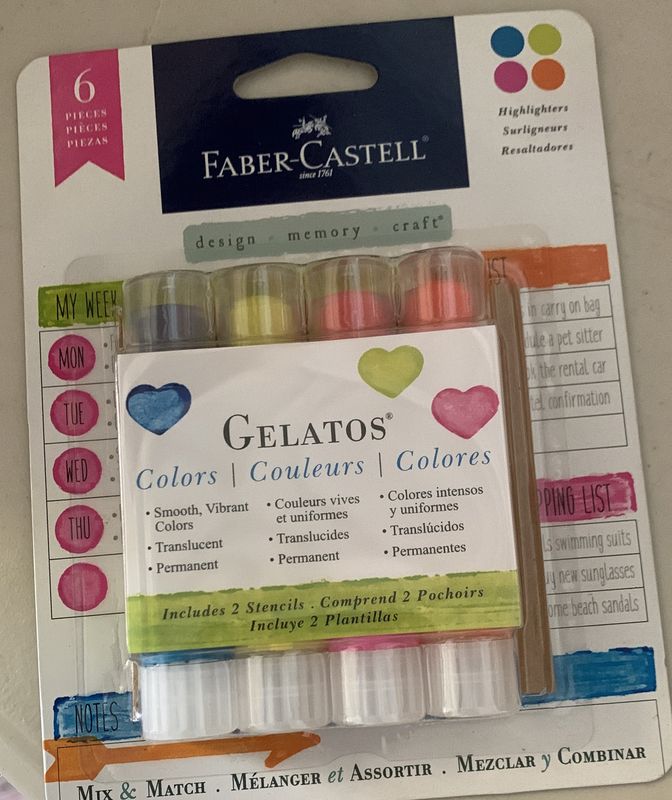 6
PIECES
PIÈCES
PIEZAS
FABER-CASTELL®
since 1761
Highlighters
Surligneurs
Resaltadores
design · memory · craft®
MY WEEK
MON
TUE
WED
THU
NOTES
in carry on bag
a pet sitter
the rental car
confirmation
LIST
swimming suits
new sunglasses
beach sandals
GELATOS®
Colors | Couleurs | Colores
• Smooth, Vibrant
Colors
• Translucent
• Permanent
• Couleurs vives
et uniformes
• Translucides
• Permanent
• Colores intensos
y uniformes
• Translúcidos
• Permanentes
Includes 2 Stencils . Comprend 2 Pochoirs
Incluye 2 Plantillas
MIX & MATCH . MÉLANGER et ASSORTIR . MEZCLAR y COMBINAR